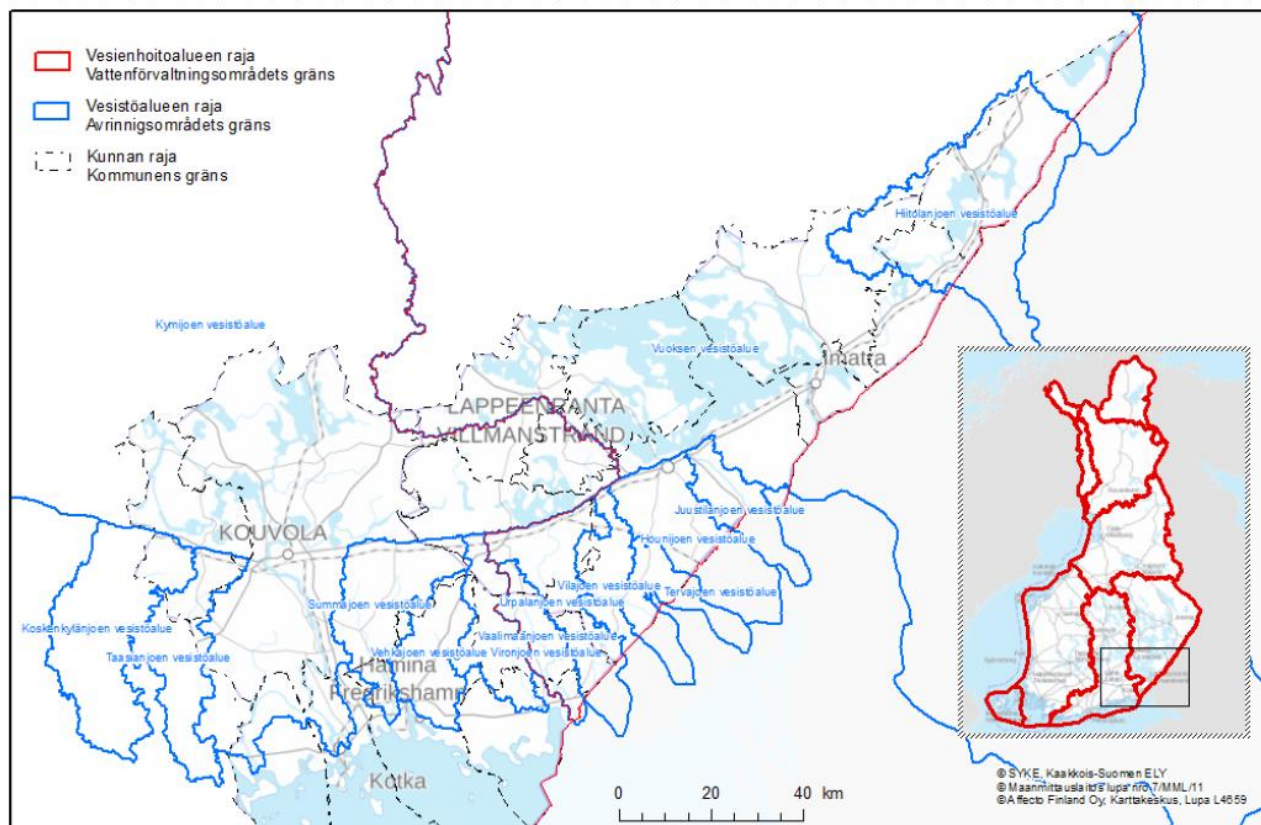 Vesienhoitoalueen raja
Vattenförvaltningsområdets gräns
Vesistöalueen raja
Avrinnigsområdets gräns
Kunnan raja
Kommunens gräns
Hiitolanjoen vesistöalue
Kymijoen vesistöalue
Vuoksen vesistöalue
Imatra
LAPPEENRANTA
VILLMANSTRAND
KOUVOLA
Juustilanjoen vesistöalue
Hounijoen vesistöalue
Vilajoen vesistöalue
Tervajoen vesistöalue
Summajoen vesistöalue
Urpalanjoen vesistöalue
Koskenkylänjoen vesistöalue
Vaalimaanjoen vesistöalue
Taasianjoen vesistöalue
Vehkajoen vesistöalue
Vironjoen vesistöalue
Hamina
Fredrikshamn
Kotka
0 20 40 km
© SYKE, Kaakkois-Suomen ELY
© Maanmittauslaitos lupa nro 7/MML/11
© Affecto Finland Oy, Karttakeskus, Lupa L4659